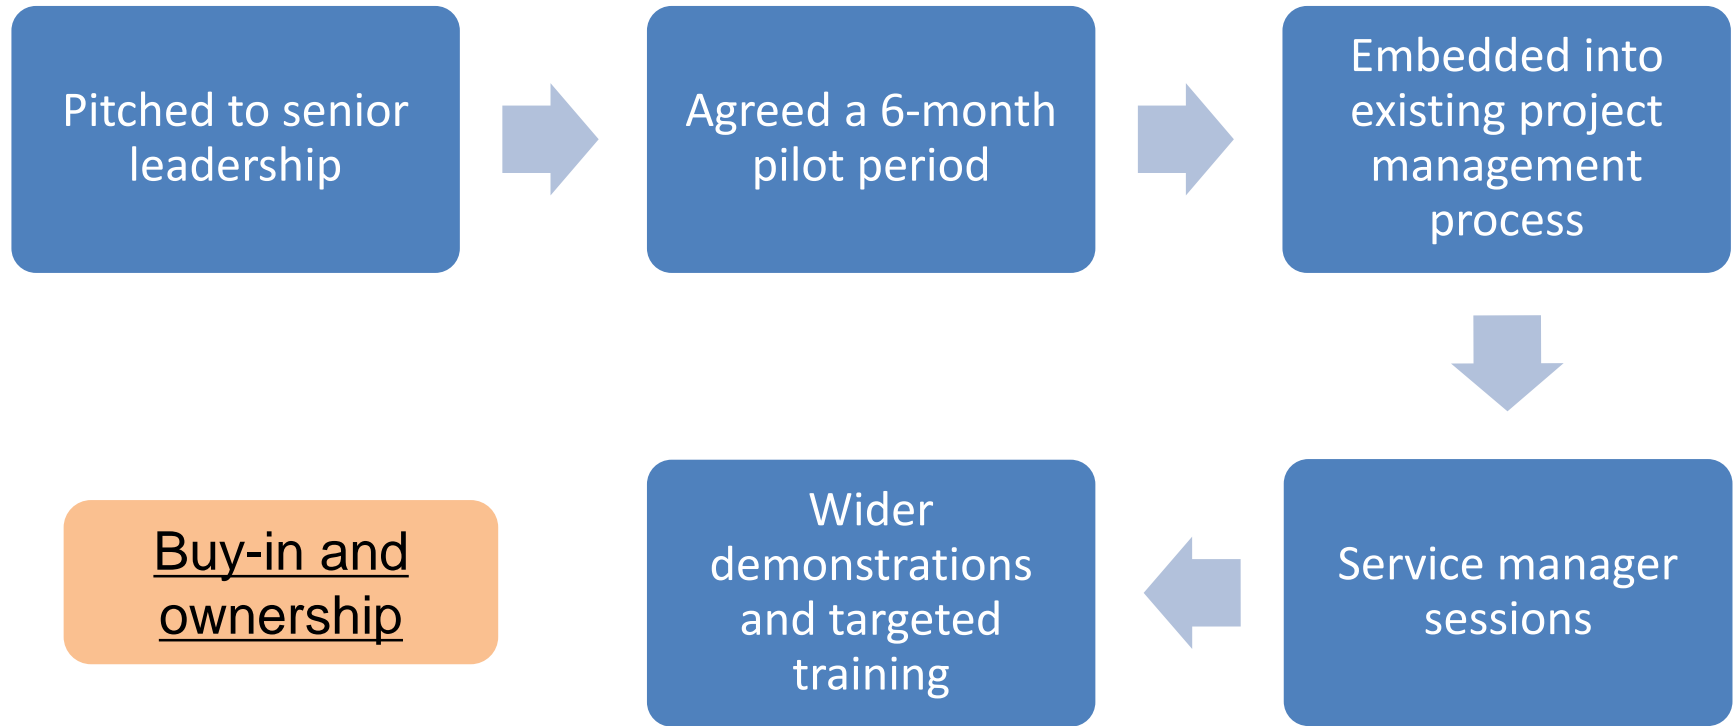 Pitched to senior
leadership
Agreed a 6-month
pilot period
Embedded into
existing project
management
process
Service manager
sessions
Wider
demonstrations
and targeted
training
Buy-in and
ownership